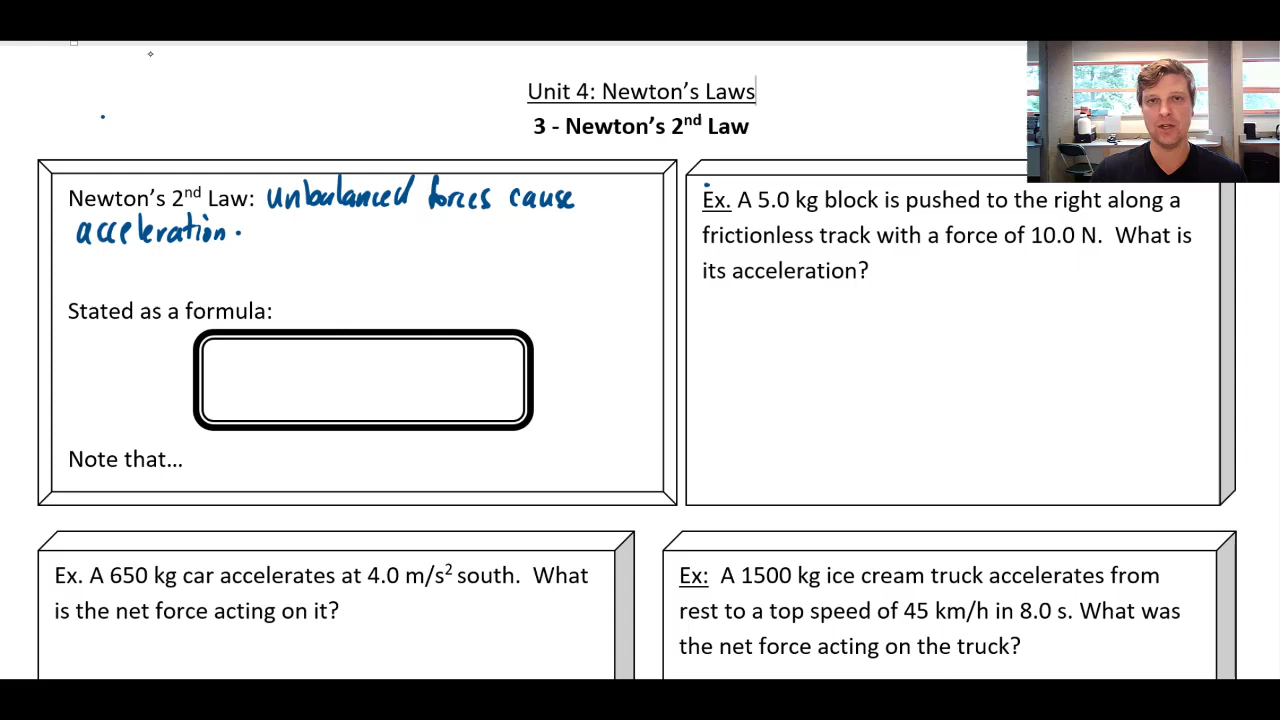 Unit 4: Newton's Laws
3 - Newton's 2nd Law
Newton's 2nd Law: unbalanced forces cause
acceleration.
Stated as a formula:
Note that...
Ex. A 5.0 kg block is pushed to the right along a
frictionless track with a force of 10.0 N. What is
its acceleration?
Ex. A 650 kg car accelerates at 4.0 m/s² south. What
is the net force acting on it?
Ex: A 1500 kg ice cream truck accelerates from
rest to a top speed of 45 km/h in 8.0 s. What was
the net force acting on the truck?